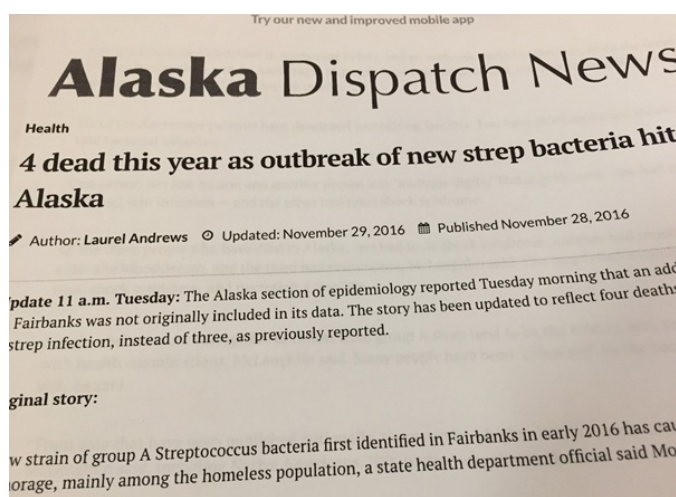 Try our new and improved mobile app
Alaska Dispatch News
Health
4 dead this year as outbreak of new strep bacteria hit
Alaska
Author: Laurel Andrews Updated: November 29, 2016 Published November 28, 2016
pdate 11 a.m. Tuesday: The Alaska section of epidemiology reported Tuesday morning that an add
Fairbanks was not originally included in its data. The story has been updated to reflect four deaths
strep infection, instead of three, as previously reported.
ginal story:
w strain of group A Streptococcus bacteria first identified in Fairbanks in early 2016 has cau
orage, mainly among the homeless population, a state health department official said Mo